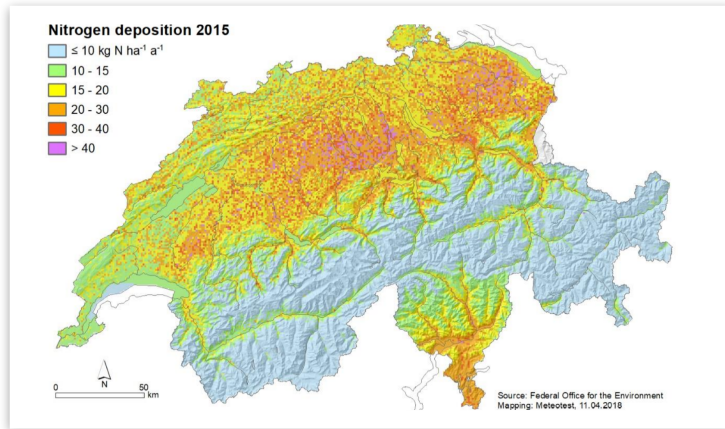 Nitrogen deposition 2015
≤ 10 kg N ha⁻¹ a⁻¹
10 - 15
15 - 20
20 - 30
30 - 40
> 40
N
0 50
km
Source: Federal Office for the Environment
Mapping: Meteotest, 11.04.2018